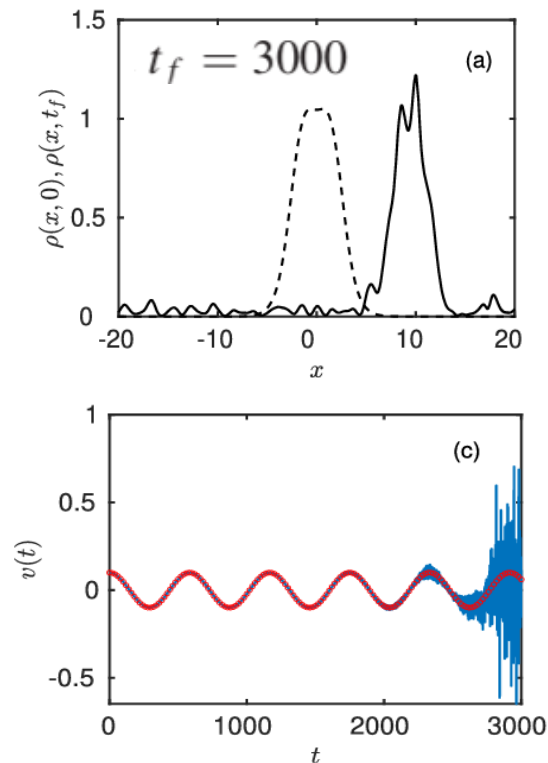 1.5
t_f = 3000
(a)
1
ρ(x, 0), ρ(x, t_f)
0.5
0
-20 -10 0 10 20
x
1
(c)
0.5
v(t)
0
-0.5
0 1000 2000 3000
t